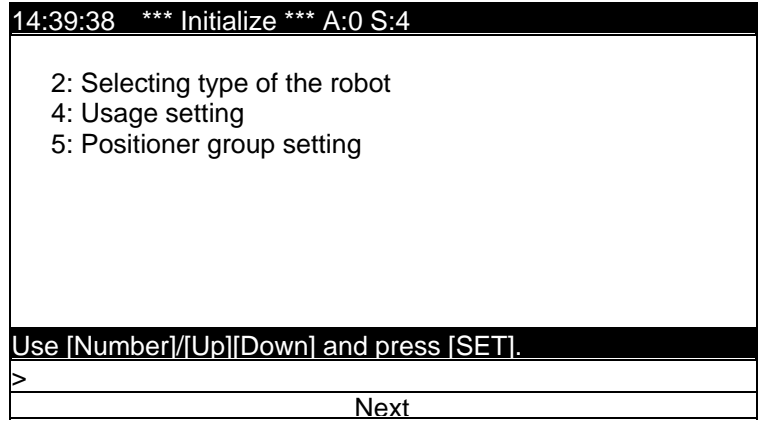 14:39:38 *** Initialize *** A:0 S:4
2: Selecting type of the robot
4: Usage setting
5: Positioner group setting
Use [Number]/[Up][Down] and press [SET].
>
Next